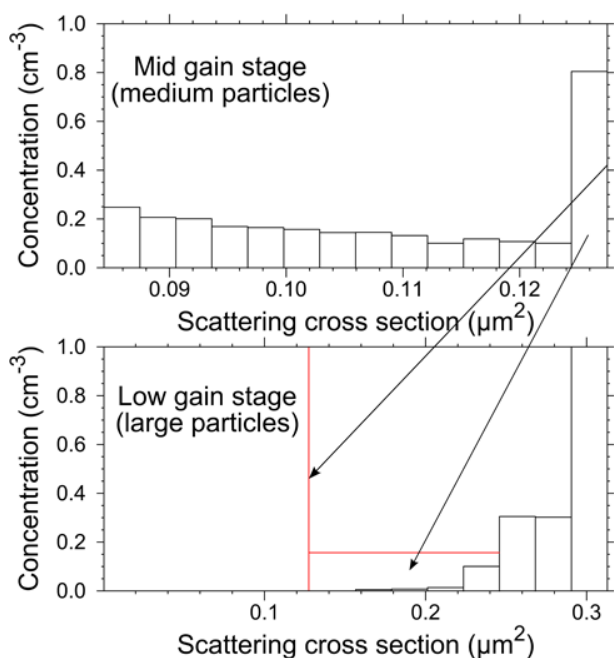 1.0
0.8
0.6
0.4
0.2
0.0
Concentration (cm⁻³)
Mid gain stage
(medium particles)
0.09 0.10 0.11 0.12
Scattering cross section (µm²)
1.0
0.8
0.6
0.4
0.2
0.0
Concentration (cm⁻³)
Low gain stage
(large particles)
0.1 0.2 0.3
Scattering cross section (µm²)